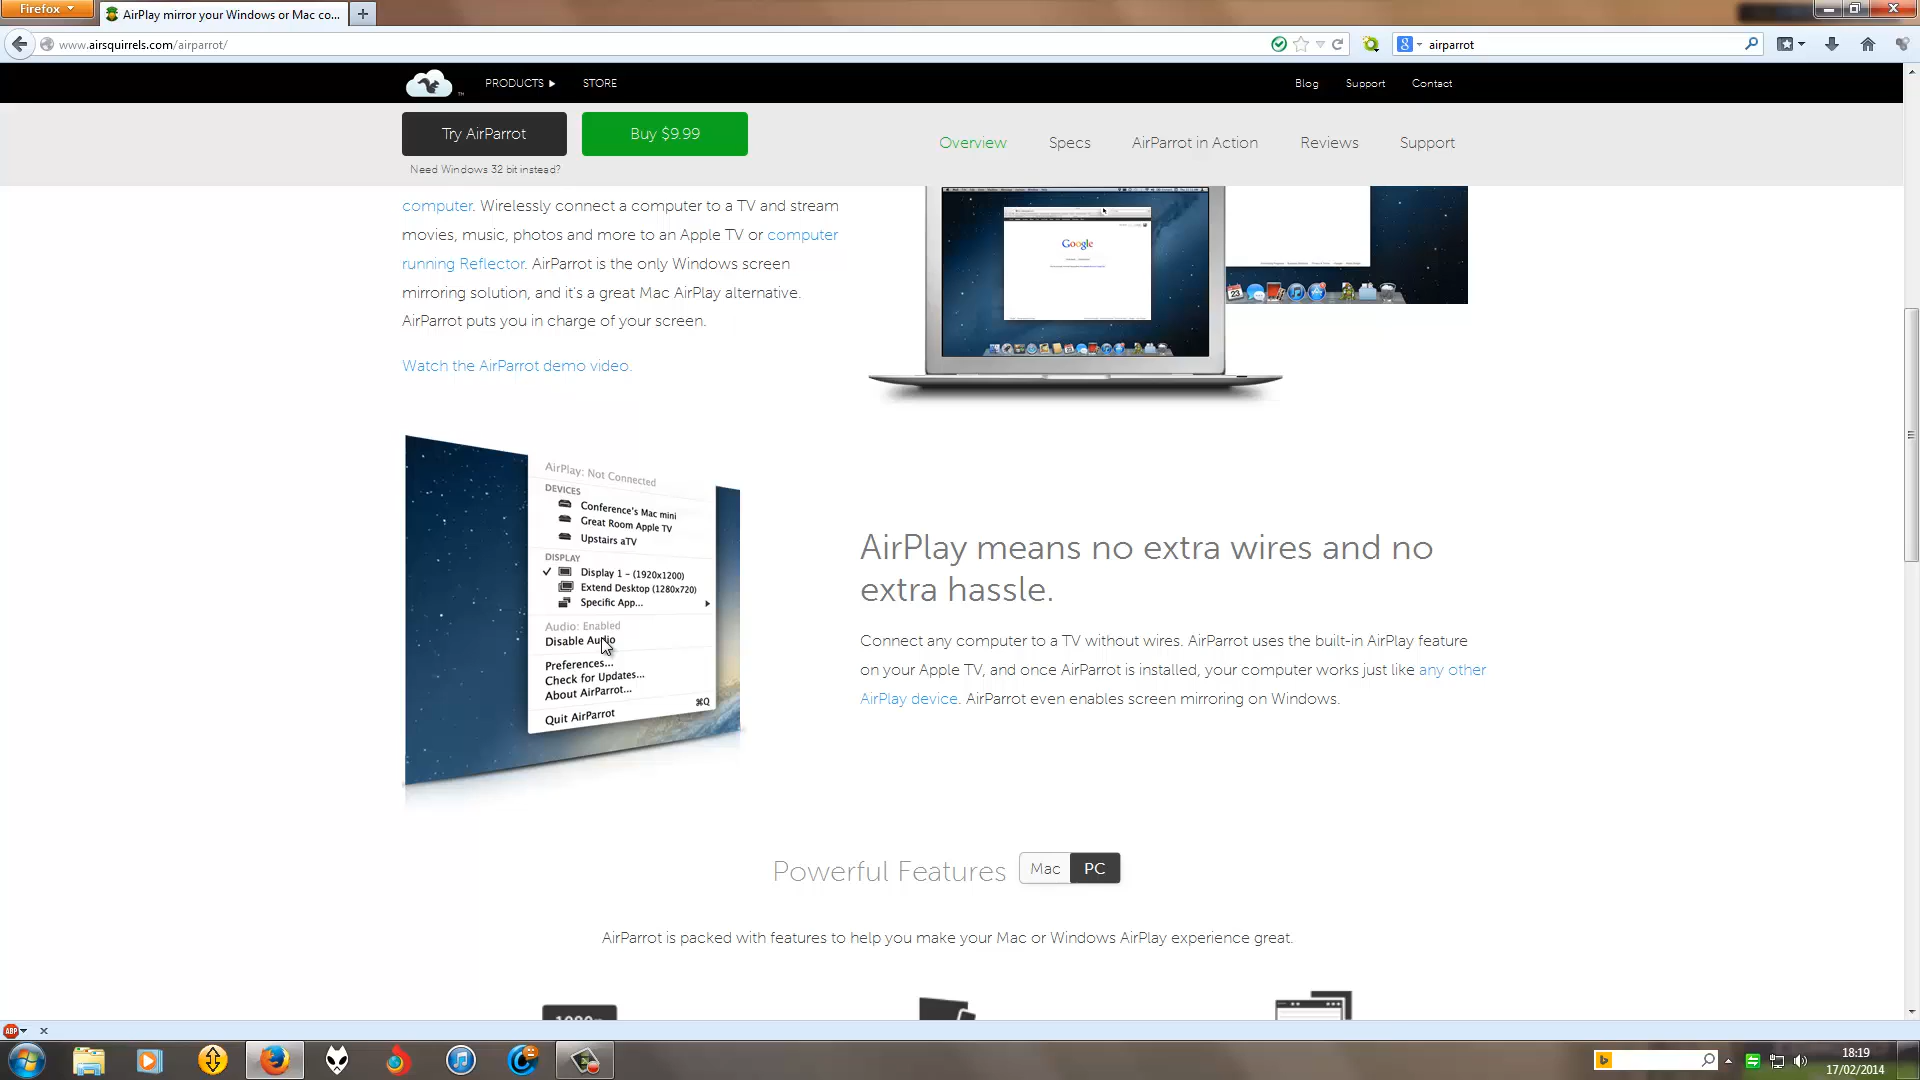 Firefox
AirPlay mirror your Windows or Mac co...
www.airsquirrels.com/airparrot/
airparrot
PRODUCTS
STORE
Blog
Support
Contact
Try AirParrot
Buy $9.99
Need Windows 32 bit instead?
Overview
Specs
AirParrot in Action
Reviews
Support
computer. Wirelessly connect a computer to a TV and stream
movies, music, photos and more to an Apple TV or computer
running Reflector. AirParrot is the only Windows screen
mirroring solution, and it's a great Mac AirPlay alternative.
AirParrot puts you in charge of your screen.
Watch the AirParrot demo video.
Google
AirPlay: Not Connected
DEVICES
Conference's Mac mini
Great Room Apple TV
Upstairs aTV
DISPLAY
Display 1 - (1920x1200)
Extend Desktop (1280x720)
Specific App...
Audio: Enabled
Disable Audio
Preferences...
Check for Updates...
About AirParrot...
Quit AirParrot
⌘Q
AirPlay means no extra wires and no
extra hassle.
Connect any computer to a TV without wires. AirParrot uses the built-in AirPlay feature
on your Apple TV, and once AirParrot is installed, your computer works just like any other
AirPlay device. AirParrot even enables screen mirroring on Windows.
Powerful Features
Mac
PC
AirParrot is packed with features to help you make your Mac or Windows AirPlay experience great.
1080p
ABP
18:19
17/02/2014